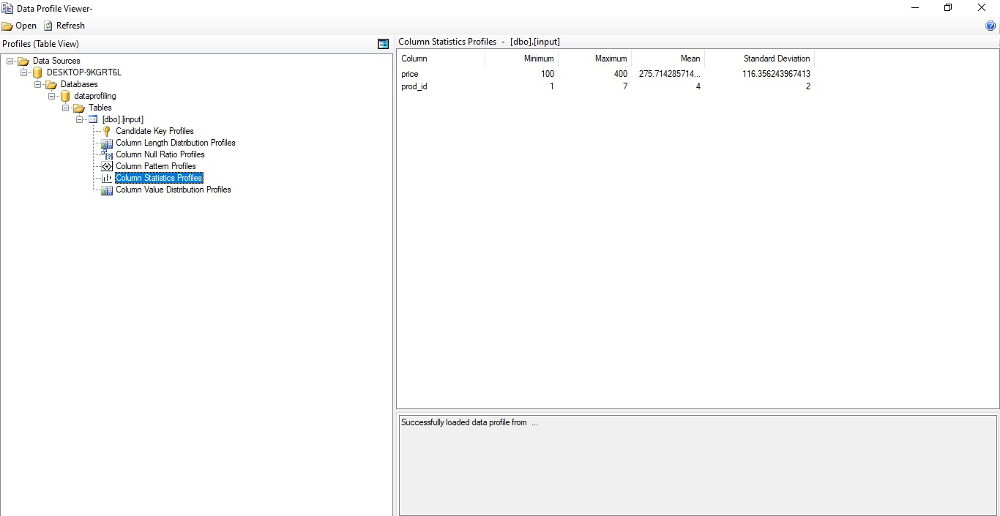 Data Profile Viewer-
Open Refresh
Profiles (Table View)
Data Sources
DESKTOP-9KGRT6L
Databases
dataprofiling
Tables
[dbo].[input]
Candidate Key Profiles
Column Length Distribution Profiles
Column Null Ratio Profiles
Column Pattern Profiles
Column Statistics Profiles
Column Value Distribution Profiles
Column Statistics Profiles - [dbo].[input]
Column Minimum Maximum Mean Standard Deviation
price 100 400 275.714285714... 116.356243967413
prod_id 1 7 4 2
Successfully loaded data profile from ...